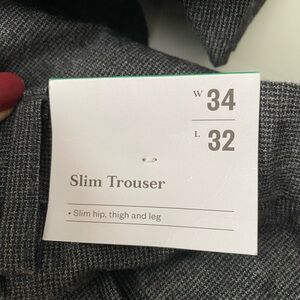 W 34
L 32
Slim Trouser
• Slim hip, thigh and leg